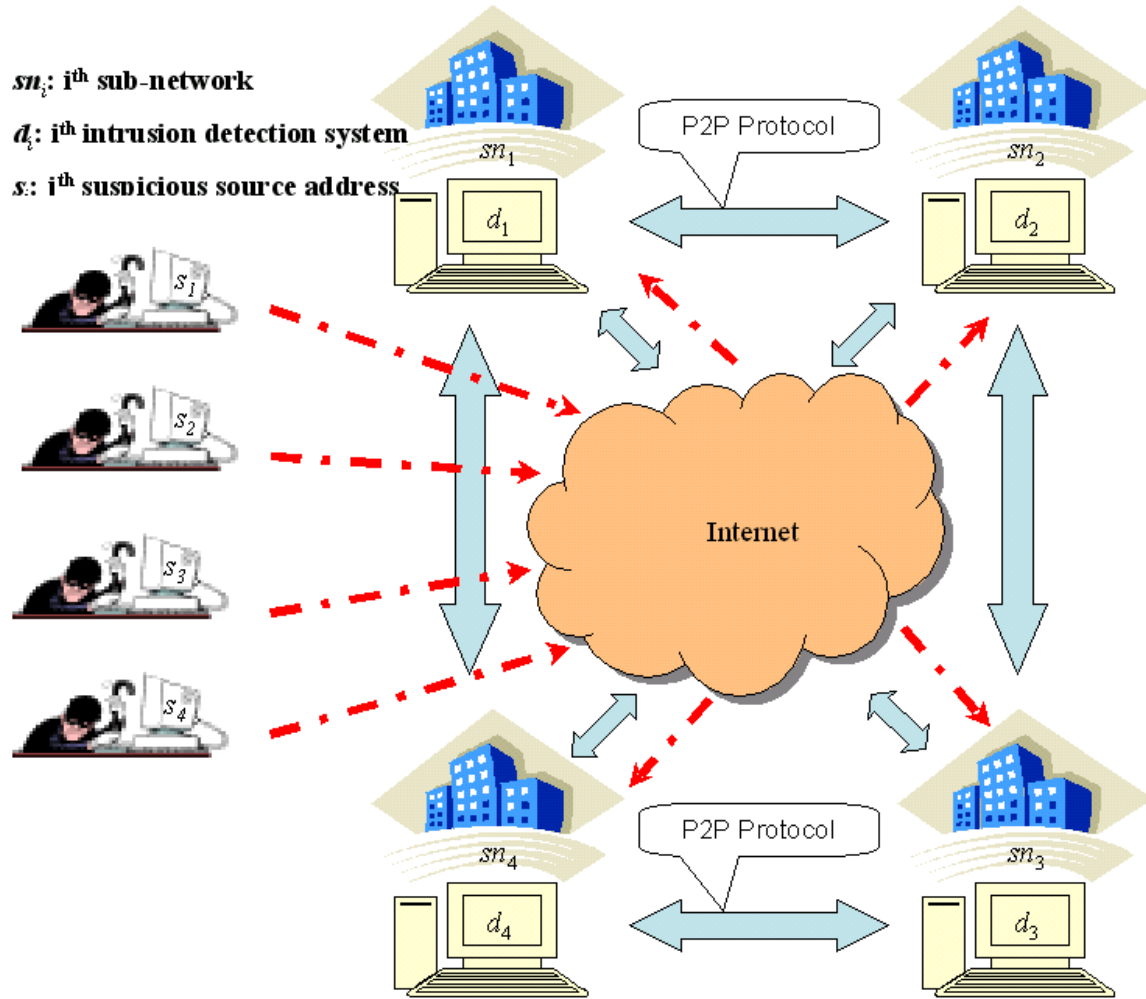 snᵢ: iᵗʰ sub-network
dᵢ: iᵗʰ intrusion detection system
sᵢ: iᵗʰ suspicious source address
P2P Protocol
sn₁
sn₂
d₁
d₂
s₁
s₂
s₃
s₄
Internet
P2P Protocol
sn₄
sn₃
d₄
d₃